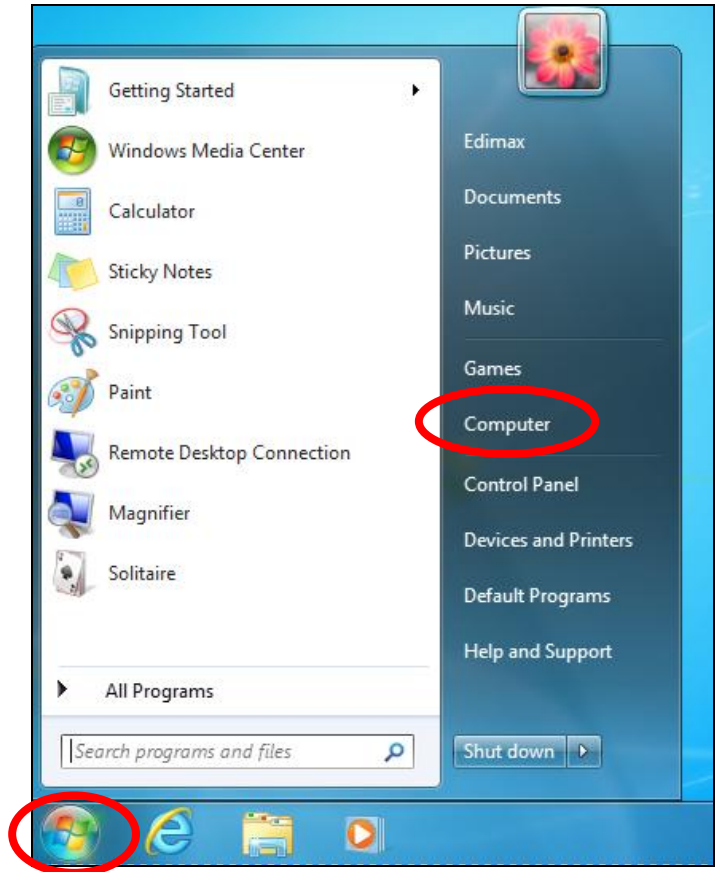 Getting Started
Windows Media Center
Calculator
Sticky Notes
Snipping Tool
Paint
Remote Desktop Connection
Magnifier
Solitaire
All Programs
Search programs and files
Edimax
Documents
Pictures
Music
Games
Computer
Control Panel
Devices and Printers
Default Programs
Help and Support
Shut down